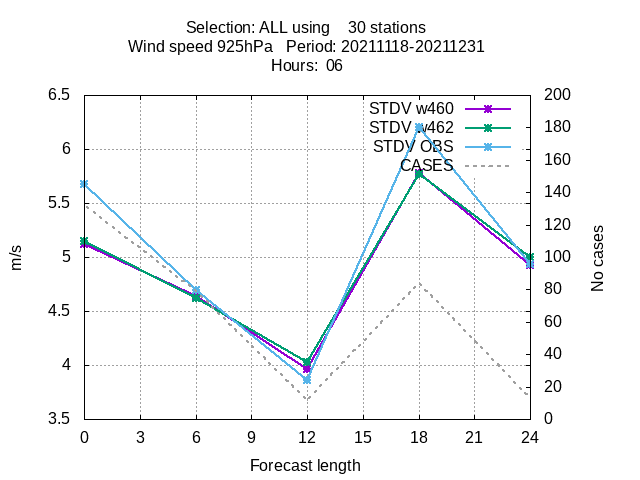 Selection: ALL using 30 stations
Wind speed 925hPa Period: 20211118-20211231
Hours: 06
6.5
6
5.5
5
4.5
4
3.5
m/s
STDV w460
STDV w462
STDV OBS
CASES
200
180
160
140
120
100
80
60
40
20
0
No cases
0 3 6 9 12 15 18 21 24
Forecast length